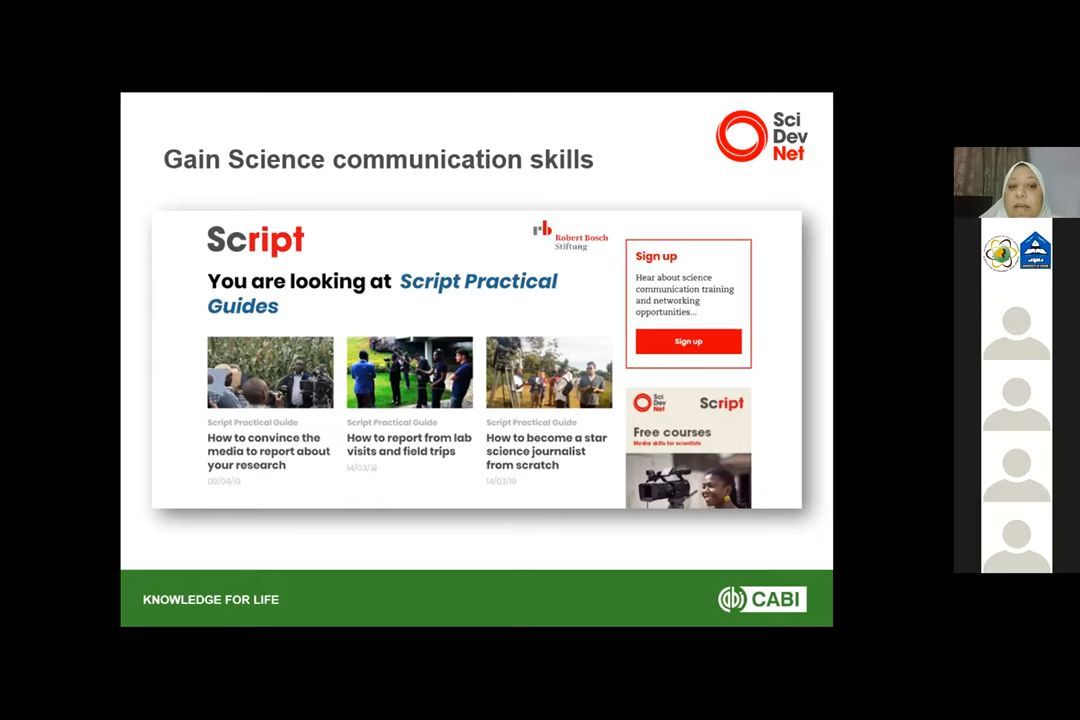 Sci
Dev
Net
Gain Science communication skills
Script
rb
Robert Bosch
Stiftung
You are looking at Script Practical
Guides
Sign up
Hear about science
communication training
and networking
opportunities...
Sign up
Script Practical Guide
How to convince the
media to report about
your research
09/04/19
Script Practical Guide
How to report from lab
visits and field trips
Script Practical Guide
How to become a star
science journalist
from scratch
14/03/19
Sci
Dev
Net
Script
Free courses
Media skills for scientists
KNOWLEDGE FOR LIFE
CABI